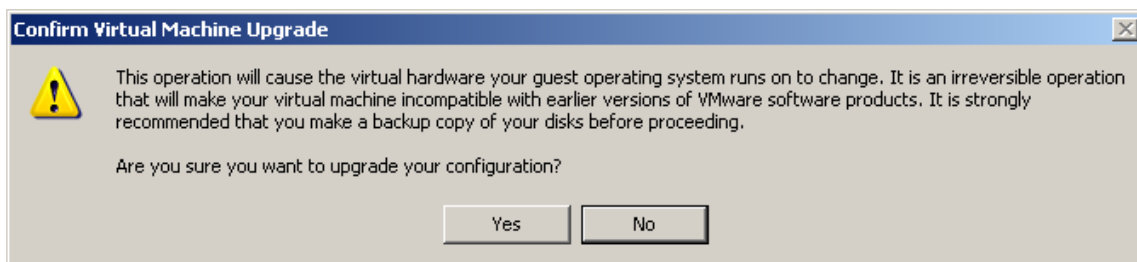 Confirm Virtual Machine Upgrade
This operation will cause the virtual hardware your guest operating system runs on to change. It is an irreversible operation
that will make your virtual machine incompatible with earlier versions of VMware software products. It is strongly
recommended that you make a backup copy of your disks before proceeding.
Are you sure you want to upgrade your configuration?
Yes
No